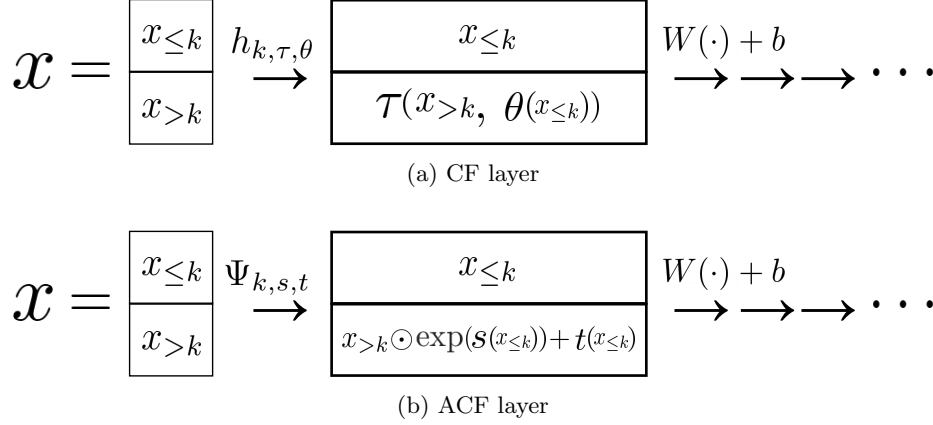 x = x≤k h_{k,τ,θ} x≤k W(·) + b
x>k → τ(x>k, θ(x≤k)) → → → ···
(a) CF layer
x = x≤k Ψ_{k,s,t} x≤k W(·) + b
x>k → x>k ⊙ exp(s(x≤k)) + t(x≤k) → → → ···
(b) ACF layer